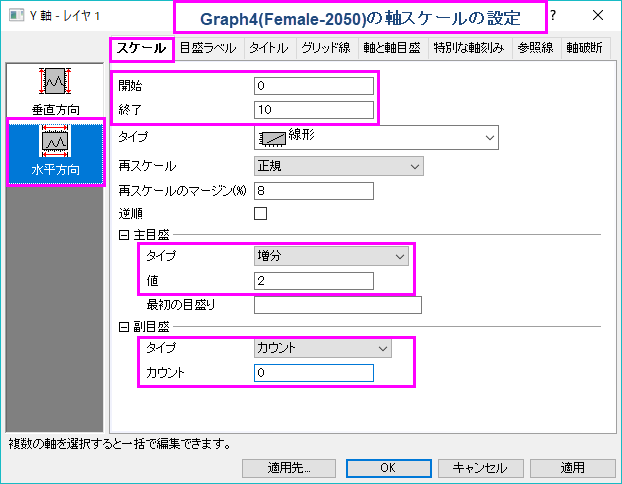 Y 軸 - レイヤ 1
Graph4(Female-2050)の軸スケールの設定
?
スケール 目盛ラベル タイトル グリッド線 軸と軸目盛 特別な軸刻み 参照線 軸破断
垂直方向
水平方向
開始 0
終了 10
タイプ 線形
再スケール 正規
再スケールのマージン(%) 8
逆順
主目盛
タイプ 増分
値 2
最初の目盛り
副目盛
タイプ カウント
カウント 0
複数の軸を選択すると一括で編集できます。
適用先... OK キャンセル 適用